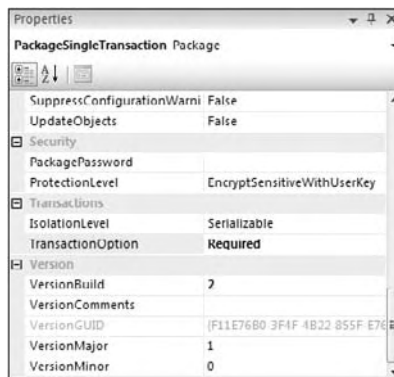 Properties
PackageSingleTransaction Package
SuppressConfigurationWarni False
UpdateObjects False
Security
PackagePassword
ProtectionLevel EncryptSensitiveWithUserKey
Transactions
IsolationLevel Serializable
TransactionOption Required
Version
VersionBuild 2
VersionComments
VersionGUID {F11E76B0 3F4F 4B22 855F E76
VersionMajor 1
VersionMinor 0